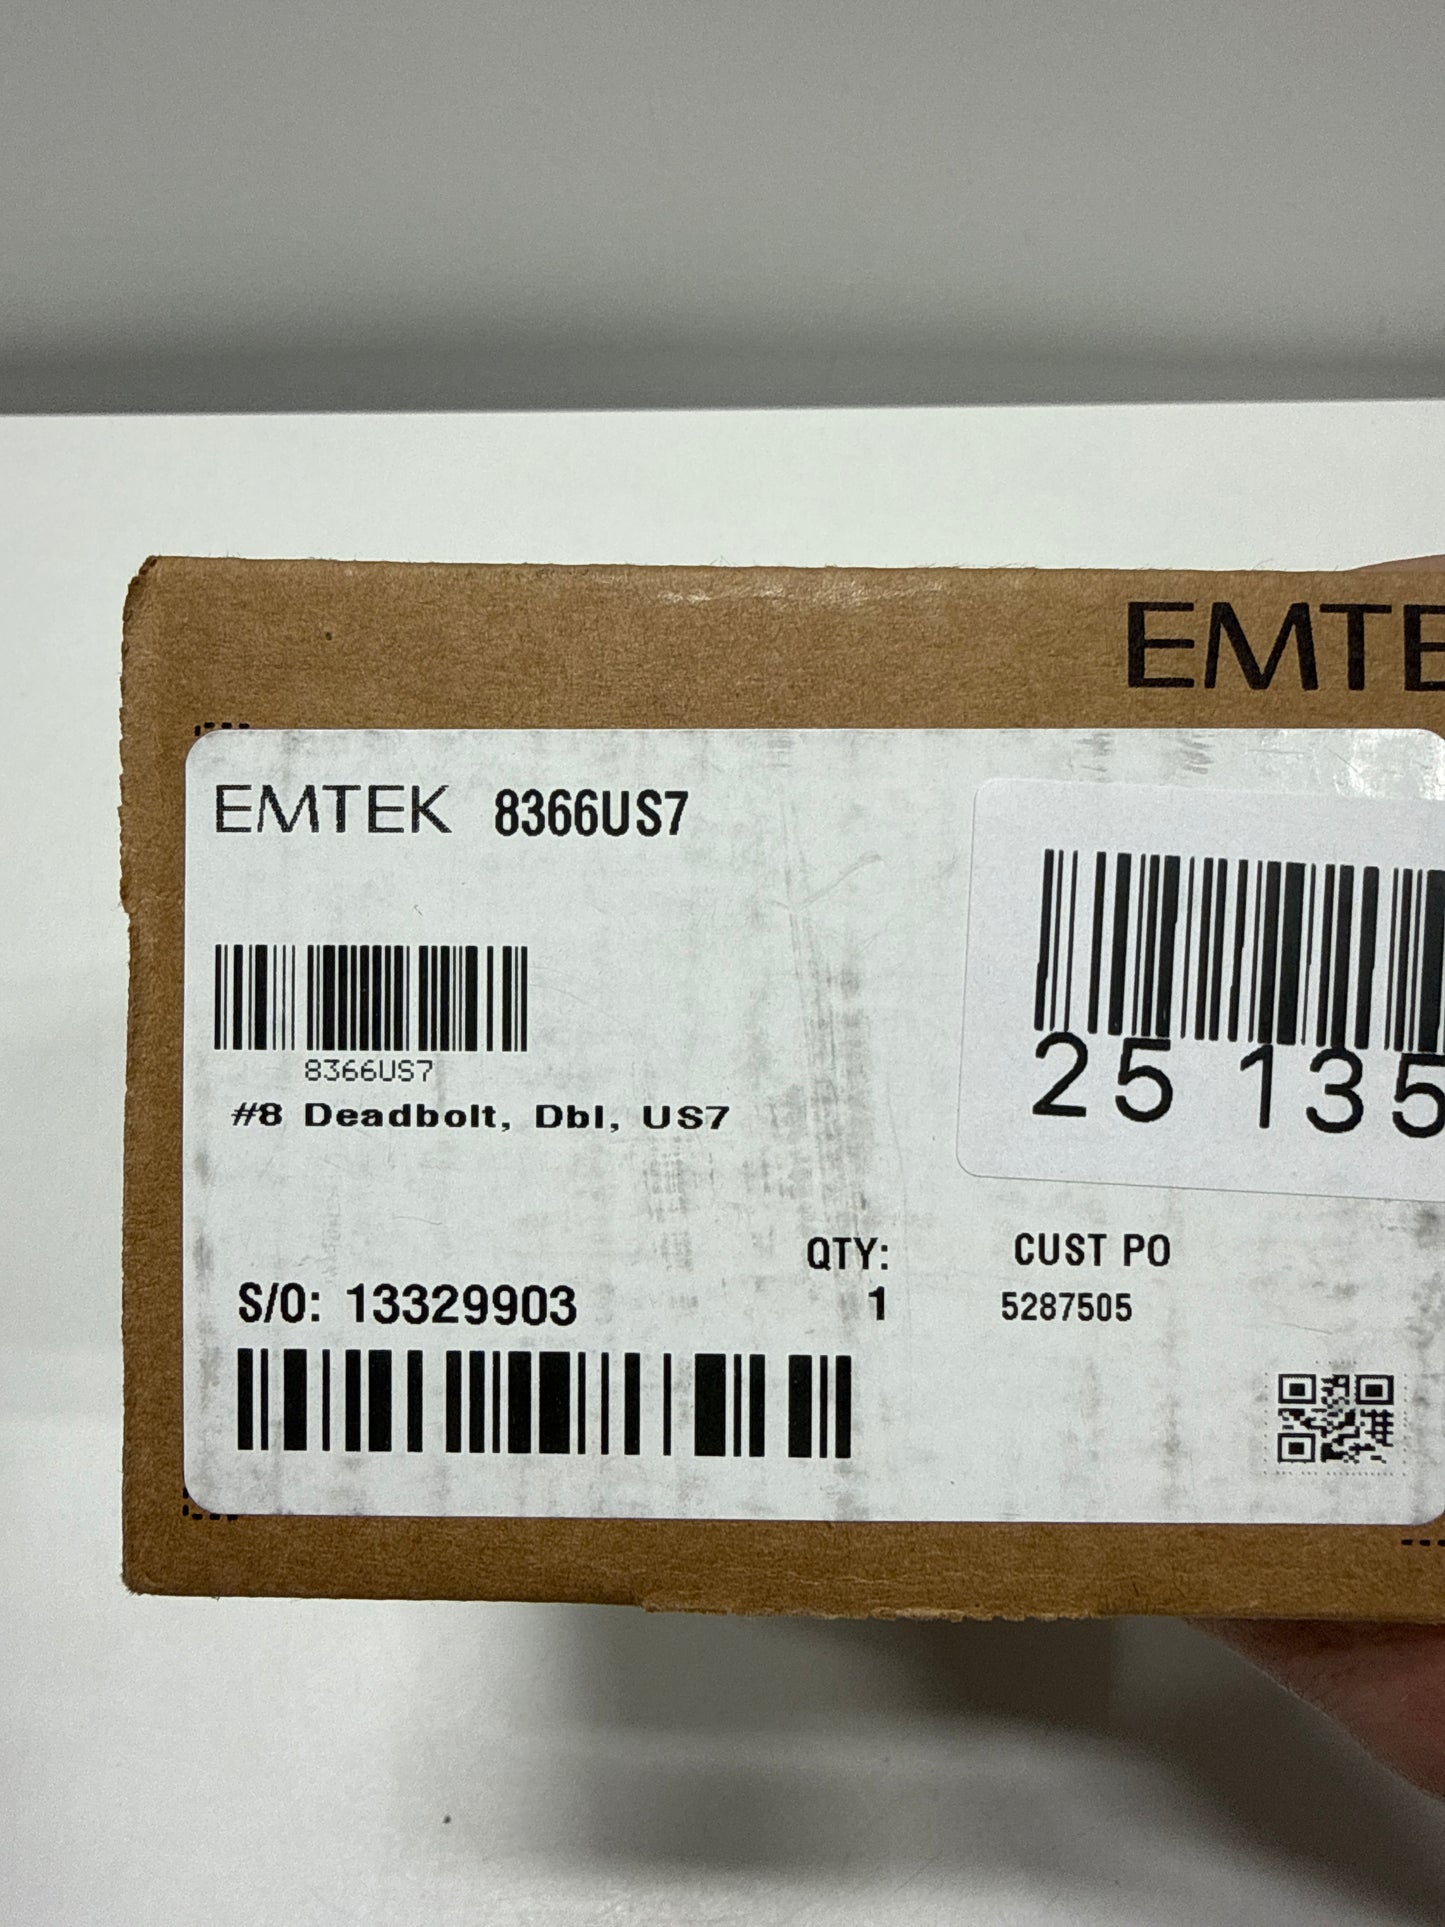 EMTE
EMTEK 8366US7
8366US7
#8 Deadbolt, Dbl, US7
25 135
QTY: CUST PO
S/O: 13329903 1 5287505